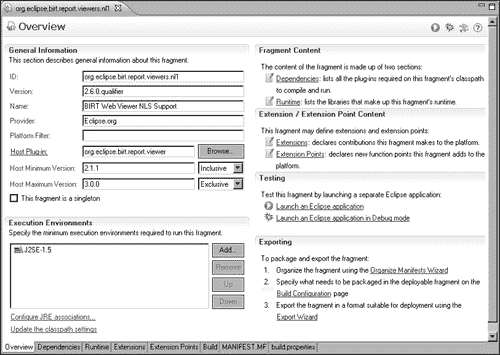 org.eclipse.birt.report.viewers.nl1
Overview
General Information
This section describes general information about this fragment.
ID: org.eclipse.birt.report.viewers.nl1
Version: 2.6.0.qualifier
Name: BIRT Web Viewer NLS Support
Provider: Eclipse.org
Platform Filter:
Host Plug-in: org.eclipse.birt.report.viewer Browse...
Host Minimum Version: 2.1.1 Inclusive
Host Maximum Version: 3.0.0 Exclusive
This fragment is a singleton
Execution Environments
Specify the minimum execution environments required to run this fragment.
J2SE-1.5
Add...
Remove
Up
Down
Configure JRE associations...
Update the classpath settings
Fragment Content
The content of the fragment is made up of two sections:
Dependencies: lists all the plug-ins required on this fragment's classpath
to compile and run.
Runtime: lists the libraries that make up this fragment's runtime.
Extension / Extension Point Content
This fragment may define extensions and extension points:
Extensions: declares contributions this fragment makes to the platform.
Extension Points: declares new function points this fragment adds to the
platform.
Testing
Test this fragment by launching a separate Eclipse application:
Launch an Eclipse application
Launch an Eclipse application in Debug mode
Exporting
To package and export the fragment:
1. Organize the fragment using the Organize Manifests Wizard
2. Specify what needs to be packaged in the deployable fragment on the
Build Configuration page
3. Export the fragment in a format suitable for deployment using the
Export Wizard
Overview Dependencies Runtime Extensions Extension Points Build MANIFEST.MF build.properties